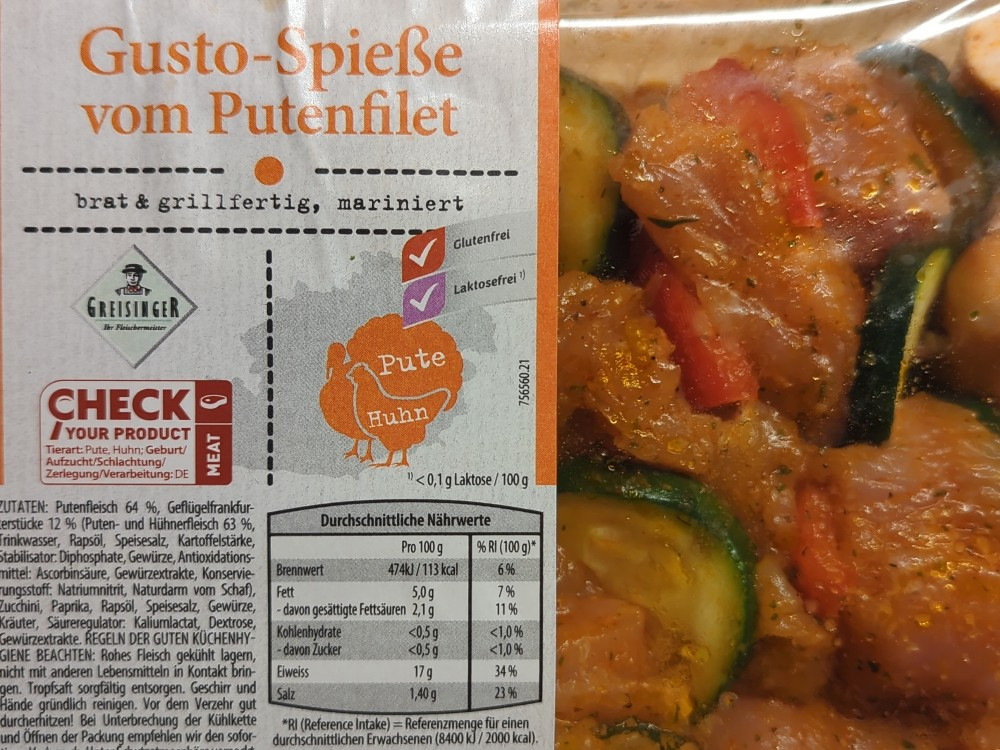 Gusto-Spieße
vom Putenfilet
brat & grillfertig, mariniert
Glutenfrei
Laktosefrei 1)
GREISINGER
Ihr Fleischermeister
Pute
Huhn
756560.21
CHECK
YOUR PRODUCT
MEAT
Tierart: Pute, Huhn; Geburt/
Aufzucht/Schlachtung/
Zerlegung/Verarbeitung: DE
1) < 0,1 g Laktose / 100 g
ZUTATEN: Putenfleisch 64 %, Geflügelfrankfur-
terstücke 12 % (Puten- und Hühnerfleisch 63 %,
Trinkwasser, Rapsöl, Speisesalz, Kartoffelstärke,
Stabilisator: Diphosphate, Gewürze, Antioxidations-
mittel: Ascorbinsäure, Gewürzextrakte, Konservie-
rungsstoff: Natriumnitrit, Naturdarm vom Schaf),
Zucchini, Paprika, Rapsöl, Speisesalz, Gewürze,
Kräuter, Säureregulator: Kaliumlactat, Dextrose,
Gewürzextrakte. REGELN DER GUTEN KÜCHENHY-
GIENE BEACHTEN: Rohes Fleisch gekühlt lagern,
nicht mit anderen Lebensmitteln in Kontakt brin-
gen. Tropfsaft sorgfältig entsorgen. Geschirr und
Hände gründlich reinigen. Vor dem Verzehr gut
durcherhitzen! Bei Unterbrechung der Kühlkette
und Öffnen der Packung empfehlen wir den sofor-
Durchschnittliche Nährwerte
Pro 100 g % RI (100 g)*
Brennwert 474kJ / 113 kcal 6 %
Fett 5,0 g 7 %
- davon gesättigte Fettsäuren 2,1 g 11 %
Kohlenhydrate <0,5 g <1,0 %
- davon Zucker <0,5 g <1,0 %
Eiweiss 17 g 34 %
Salz 1,40 g 23 %
*RI (Reference Intake) = Referenzmenge für einen
durchschnittlichen Erwachsenen (8400 kJ / 2000 kcal).